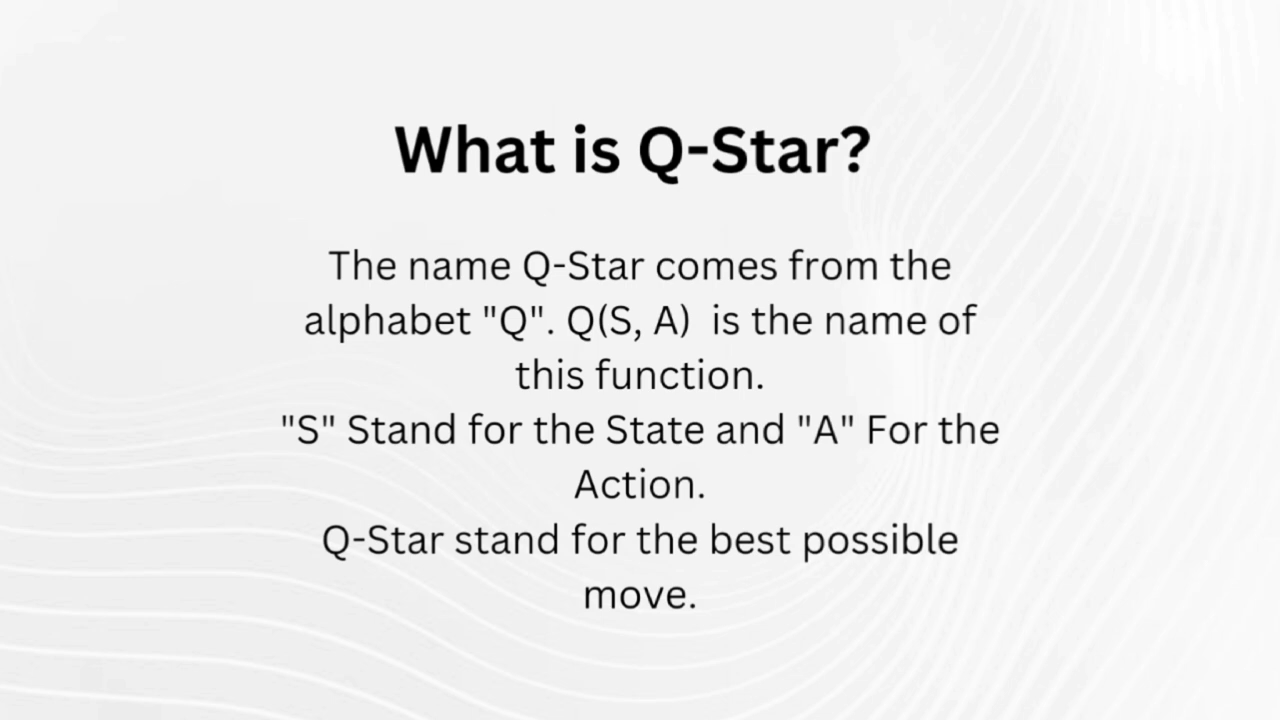 What is Q-Star?
The name Q-Star comes from the
alphabet "Q". Q(S, A)  is the name of
this function.
"S" Stand for the State and "A" For the
Action.
Q-Star stand for the best possible
move.